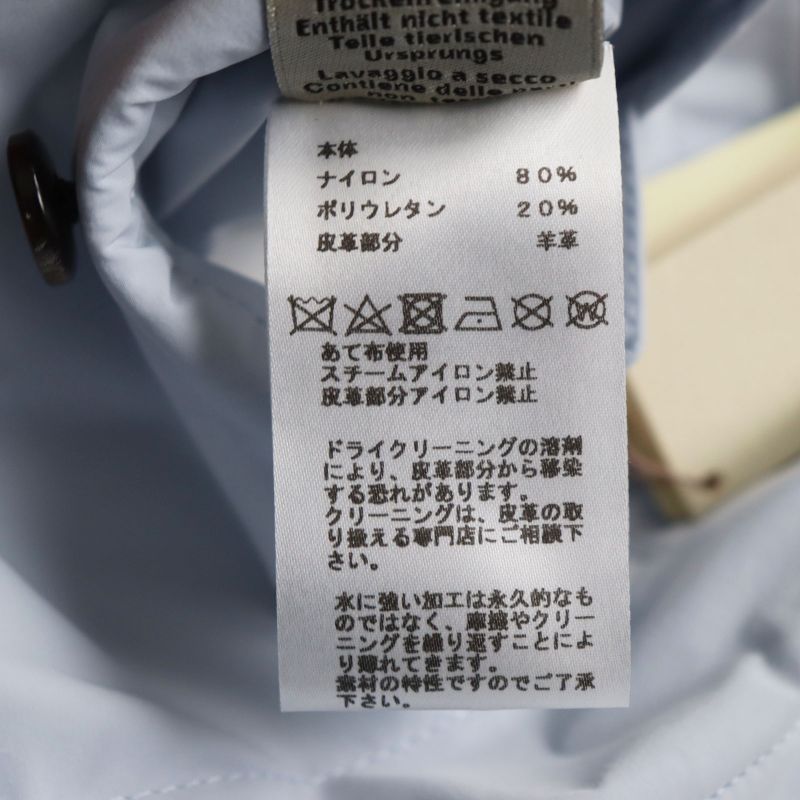 Trockenreinigung
Enthält nicht textile
Teile tierischen
Ursprungs
Lavaggio a secco
Contiene delle parti
non
本体
ナイロン 80%
ポリウレタン 20%
皮革部分 羊革
あて布使用
スチームアイロン禁止
皮革部分アイロン禁止
ドライクリーニングの溶剤
により、皮革部分から移染
する恐れがあります。
クリーニングは、皮革の取
り扱える専門店にご相談下
さい。
水に強い加工は永久的なも
のではなく、摩擦やクリー
ニングを繰り返すことによ
り薄れてきます。
素材の特性ですのでご了承
下さい。